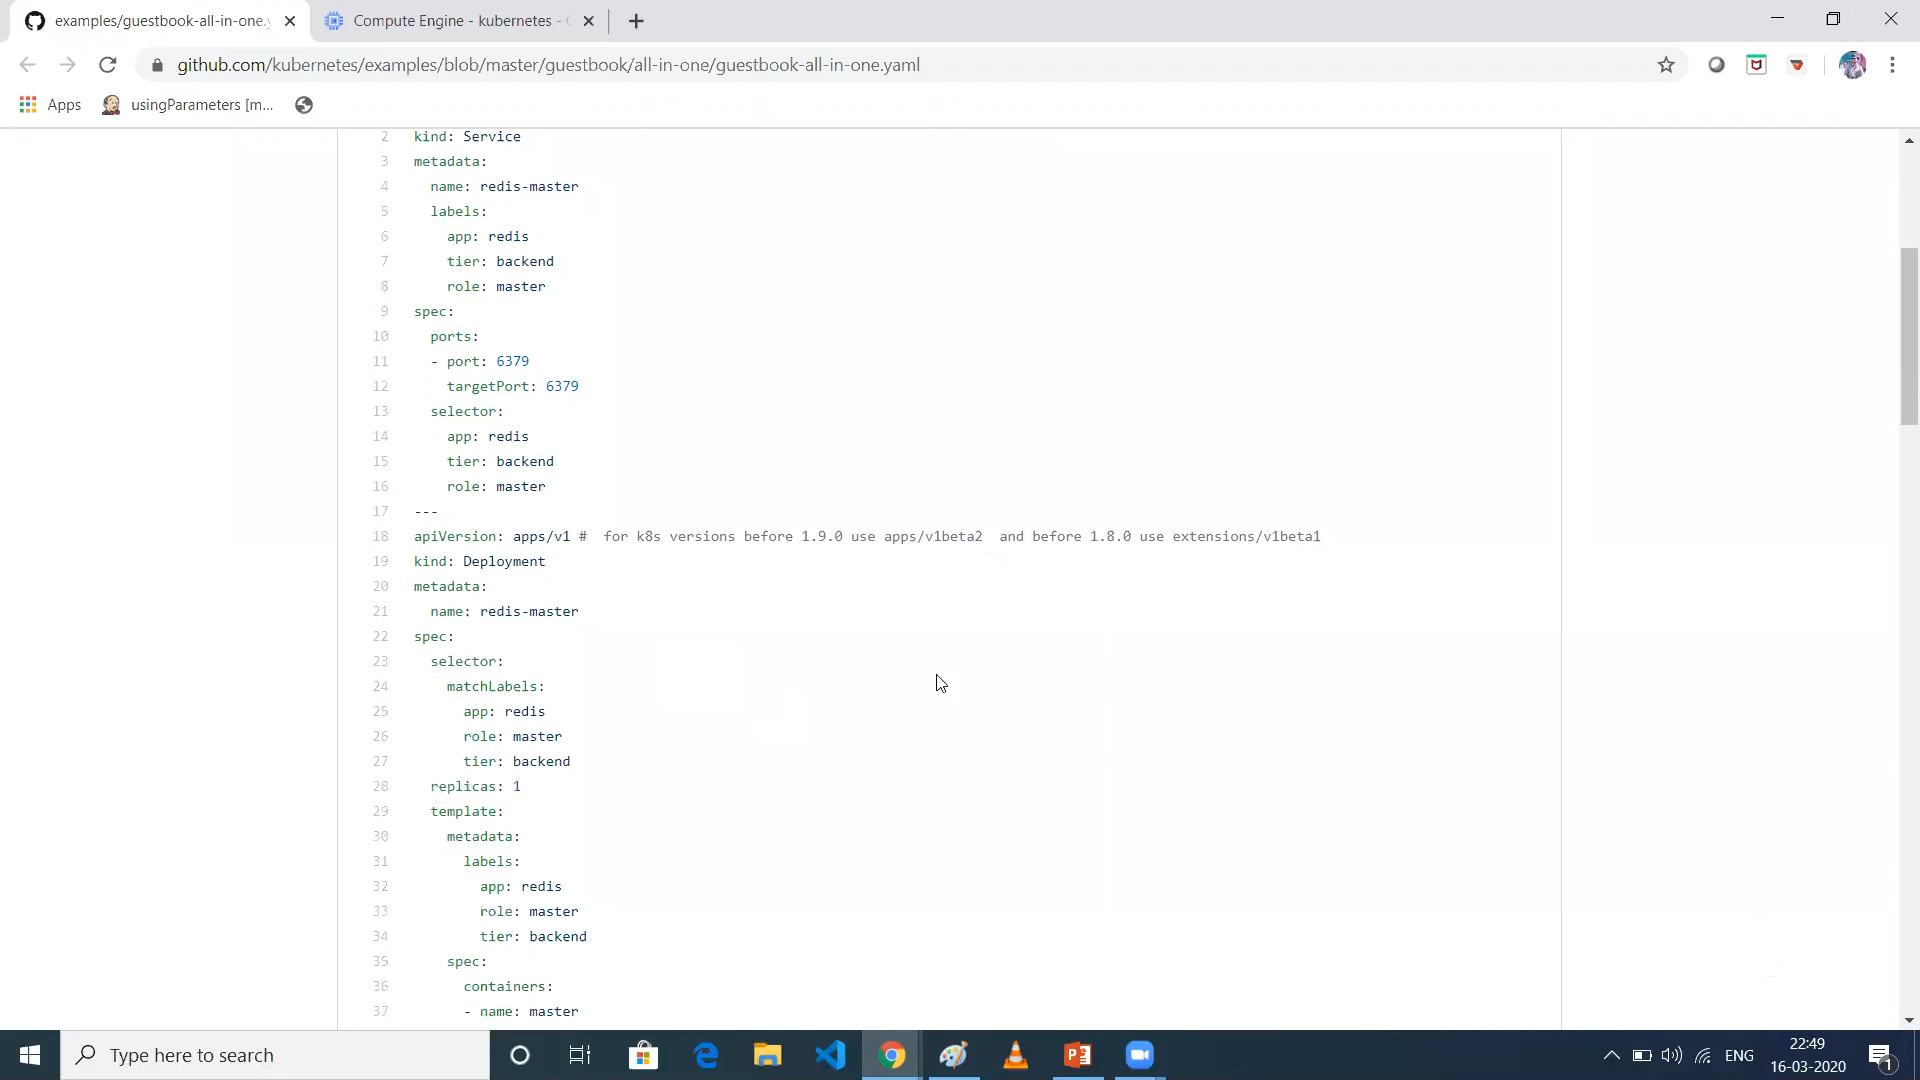 examples/guestbook-all-in-one.y
Compute Engine - kubernetes -
github.com/kubernetes/examples/blob/master/guestbook/all-in-one/guestbook-all-in-one.yaml
Apps
usingParameters [m...
2 kind: Service
3 metadata:
4 name: redis-master
5 labels:
6 app: redis
7 tier: backend
8 role: master
9 spec:
10 ports:
11 - port: 6379
12 targetPort: 6379
13 selector:
14 app: redis
15 tier: backend
16 role: master
17 ---
18 apiVersion: apps/v1 # for k8s versions before 1.9.0 use apps/v1beta2 and before 1.8.0 use extensions/v1beta1
19 kind: Deployment
20 metadata:
21 name: redis-master
22 spec:
23 selector:
24 matchLabels:
25 app: redis
26 role: master
27 tier: backend
28 replicas: 1
29 template:
30 metadata:
31 labels:
32 app: redis
33 role: master
34 tier: backend
35 spec:
36 containers:
37 - name: master
Type here to search
ENG
22:49
16-03-2020
1